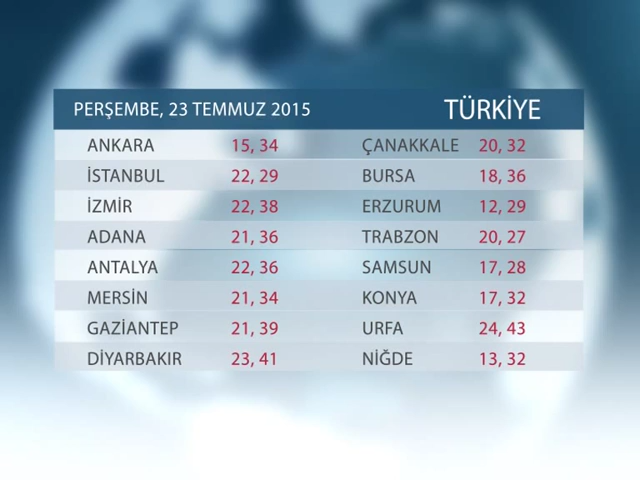 PERŞEMBE, 23 TEMMUZ 2015 TÜRKİYE
ANKARA 15, 34 ÇANAKKALE 20, 32
İSTANBUL 22, 29 BURSA 18, 36
İZMİR 22, 38 ERZURUM 12, 29
ADANA 21, 36 TRABZON 20, 27
ANTALYA 22, 36 SAMSUN 17, 28
MERSİN 21, 34 KONYA 17, 32
GAZİANTEP 21, 39 URFA 24, 43
DİYARBAKIR 23, 41 NİĞDE 13, 32